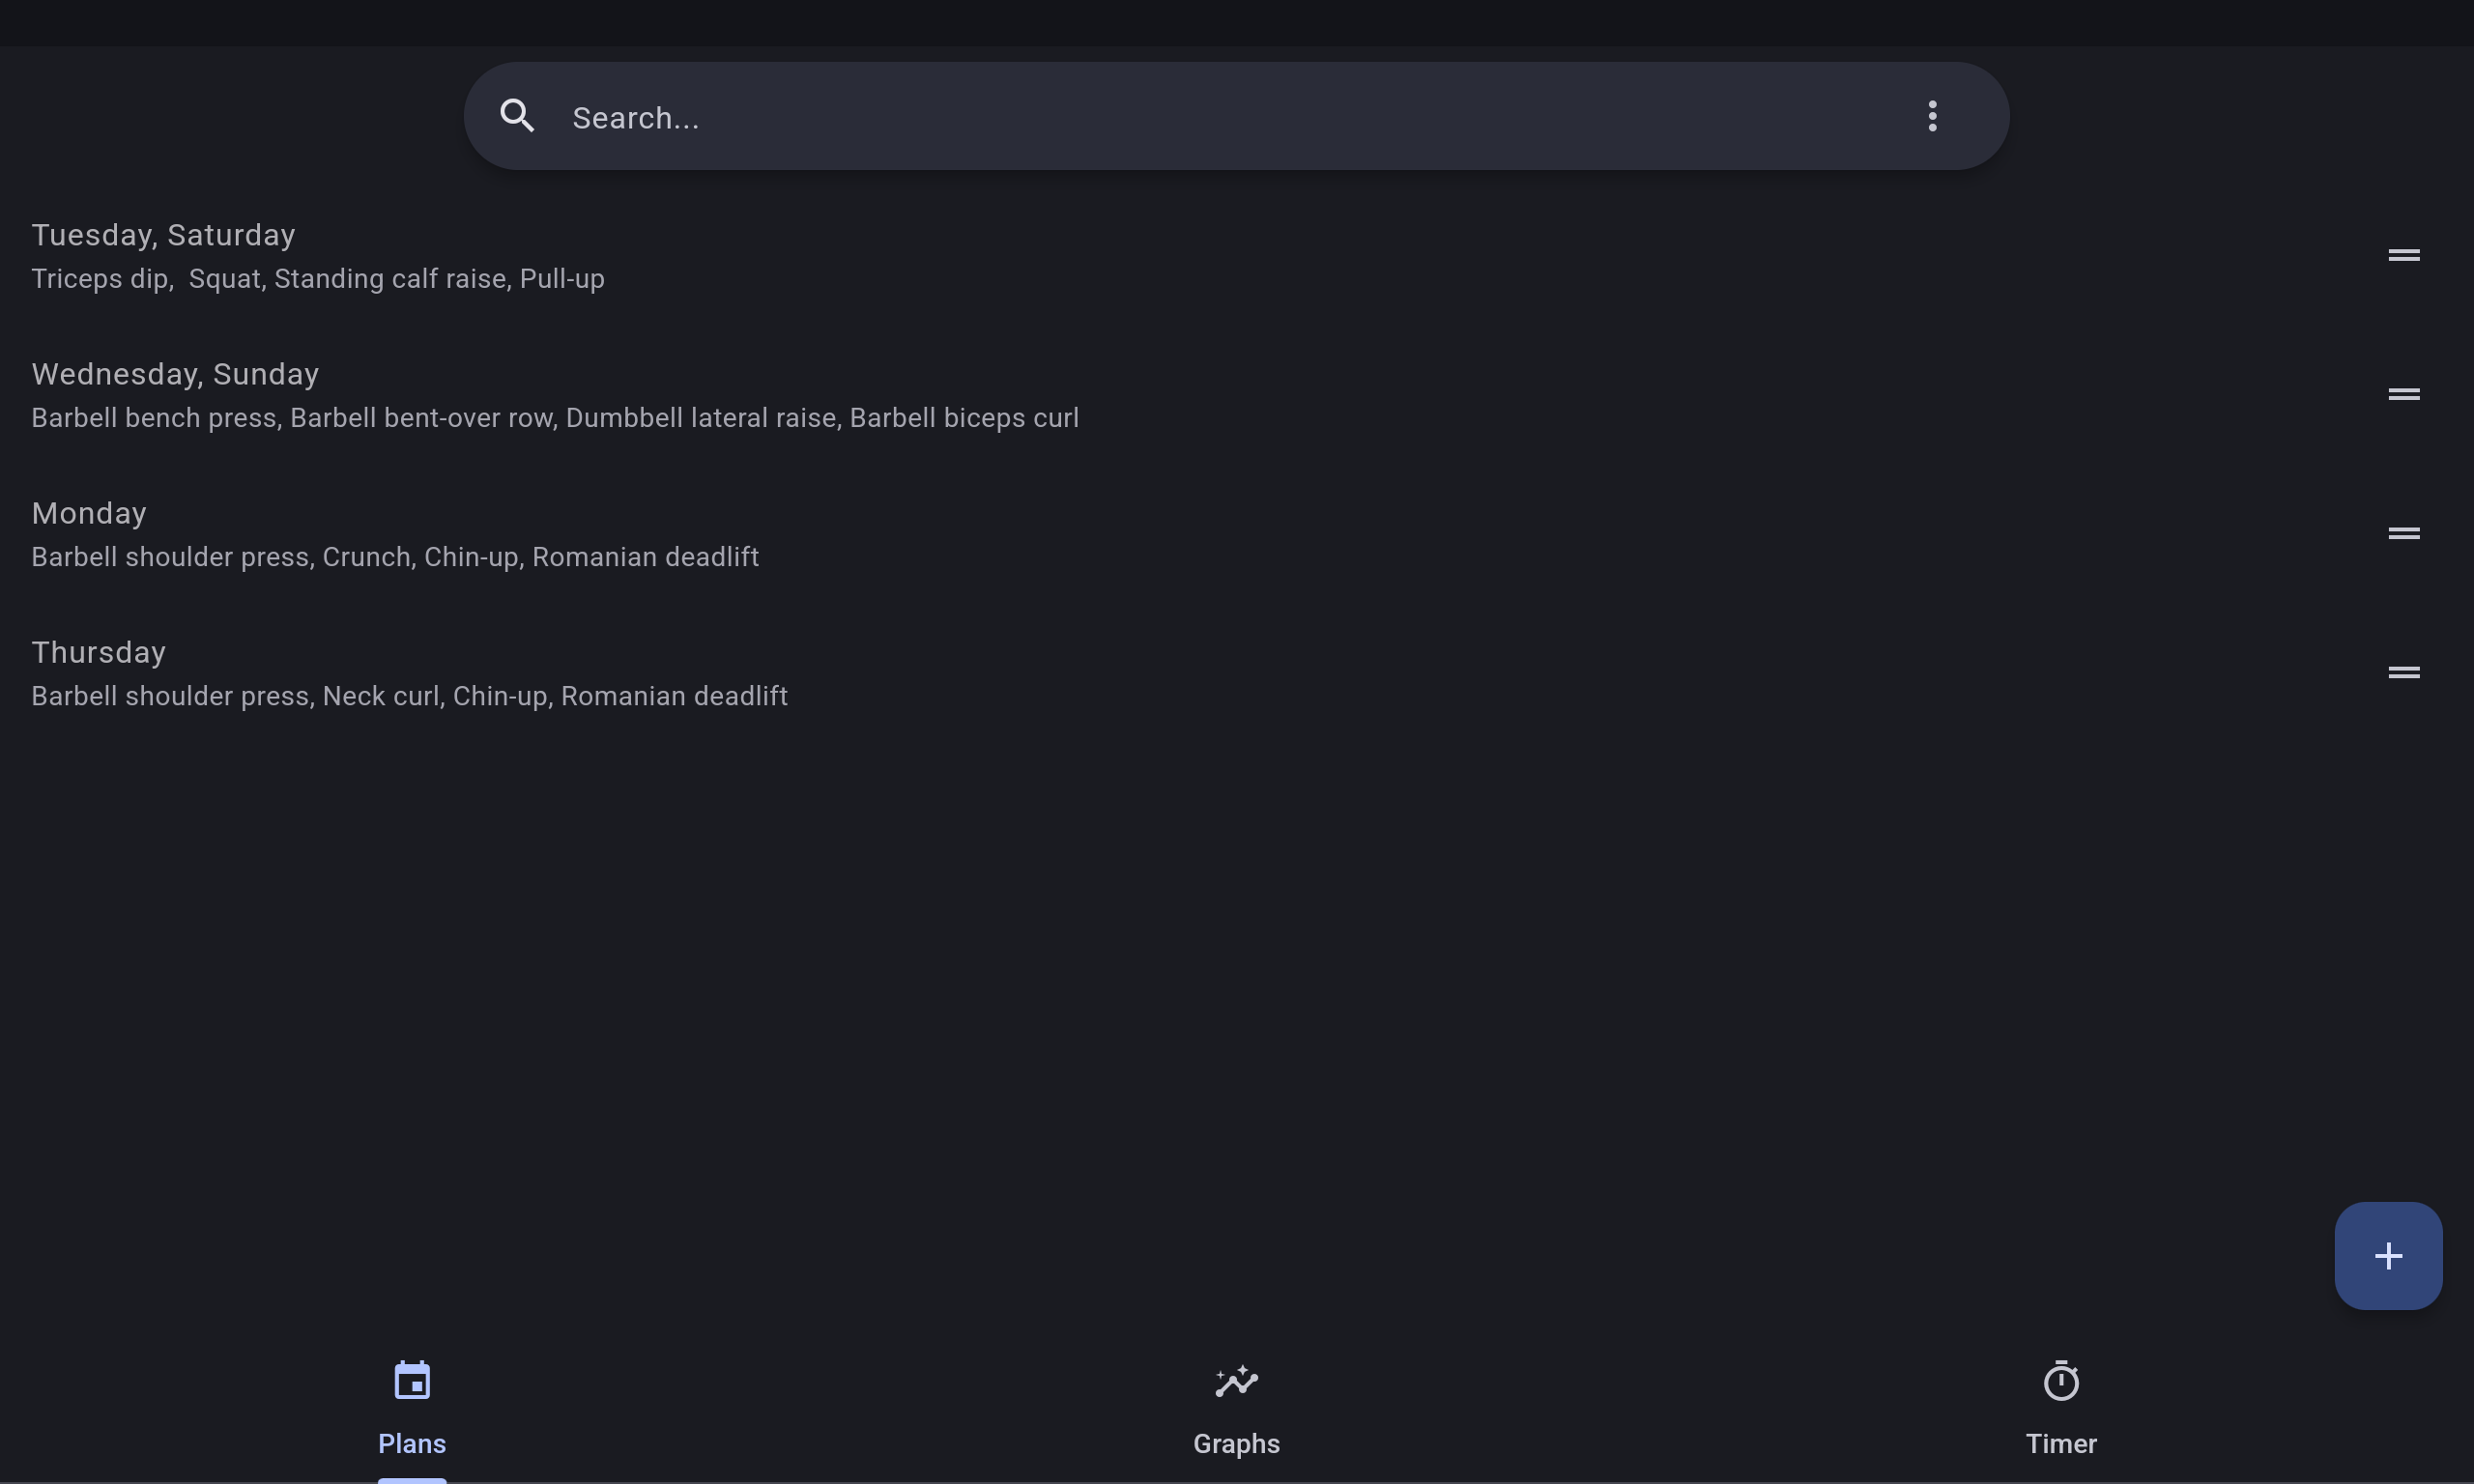 Search...
Tuesday, Saturday
Triceps dip,  Squat, Standing calf raise, Pull-up
Wednesday, Sunday
Barbell bench press, Barbell bent-over row, Dumbbell lateral raise, Barbell biceps curl
Monday
Barbell shoulder press, Crunch, Chin-up, Romanian deadlift
Thursday
Barbell shoulder press, Neck curl, Chin-up, Romanian deadlift
Plans
Graphs
Timer